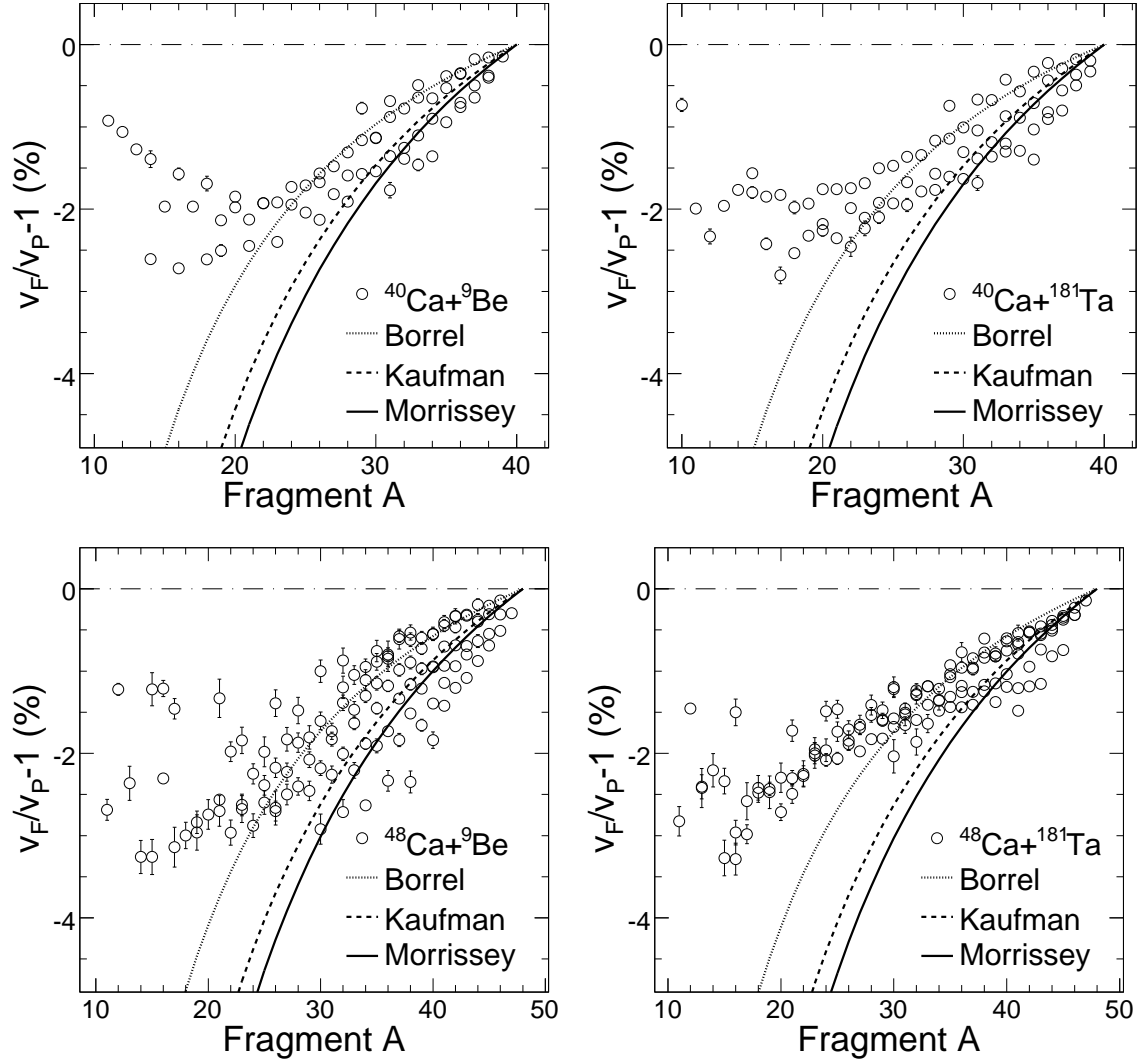 0
-2
-4
v_F/v_P-1 (%)
⁴⁰Ca+⁹Be
Borrel
Kaufman
Morrissey
10 20 30 40
Fragment A
0
-2
-4
v_F/v_P-1 (%)
⁴⁰Ca+¹⁸¹Ta
Borrel
Kaufman
Morrissey
10 20 30 40
Fragment A
0
-2
-4
v_F/v_P-1 (%)
⁴⁸Ca+⁹Be
Borrel
Kaufman
Morrissey
10 20 30 40 50
Fragment A
0
-2
-4
v_F/v_P-1 (%)
⁴⁸Ca+¹⁸¹Ta
Borrel
Kaufman
Morrissey
10 20 30 40 50
Fragment A